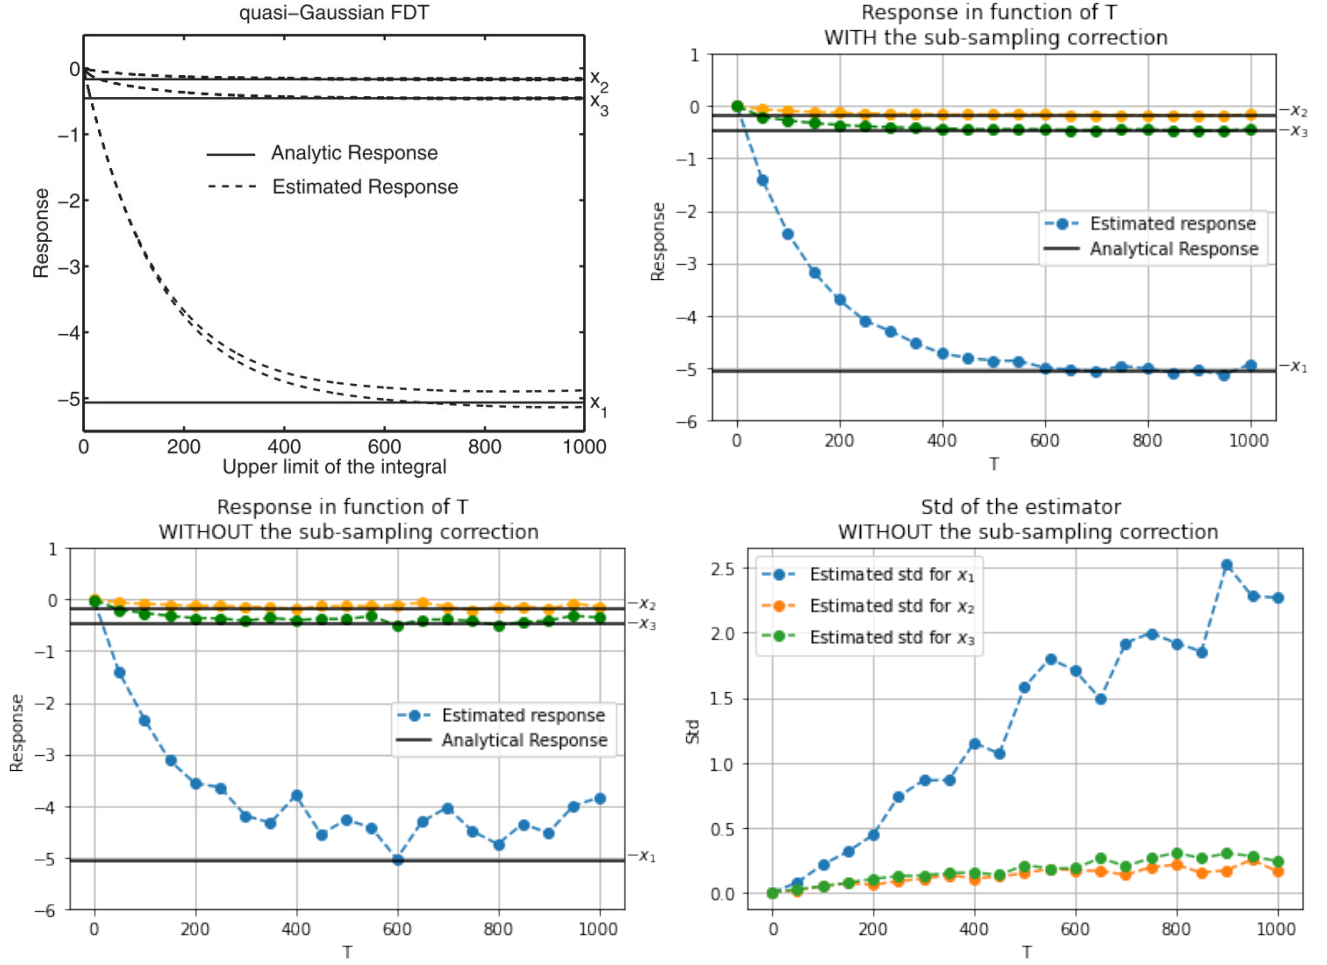 quasi−Gaussian FDT
0
−1
−2
−3
−4
−5
Response
Analytic Response
Estimated Response
x2
x3
x1
0 200 400 600 800 1000
Upper limit of the integral
Response in function of T
WITH the sub-sampling correction
1
0
−1
−2
−3
−4
−5
−6
Response
Estimated response
Analytical Response
x2
x3
x1
0 200 400 600 800 1000
T
Response in function of T
WITHOUT the sub-sampling correction
1
0
−1
−2
−3
−4
−5
−6
Response
Estimated response
Analytical Response
x2
x3
x1
0 200 400 600 800 1000
T
Std of the estimator
WITHOUT the sub-sampling correction
2.5
2.0
1.5
1.0
0.5
0.0
Std
Estimated std for x1
Estimated std for x2
Estimated std for x3
0 200 400 600 800 1000
T